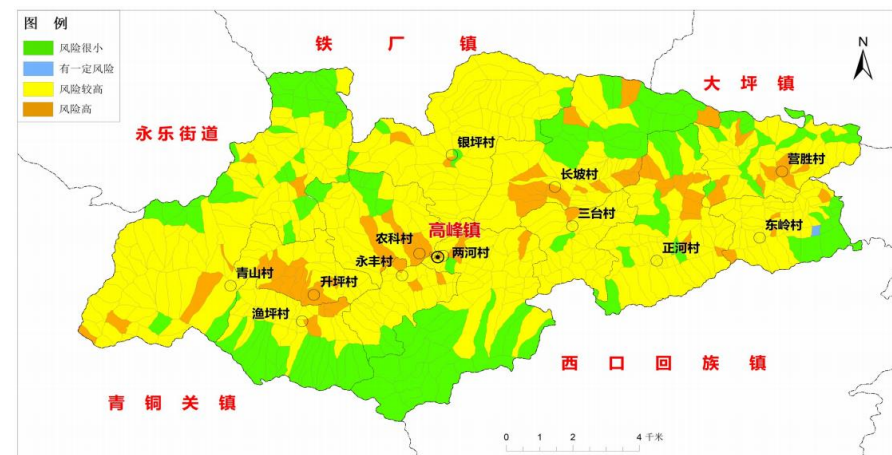 图 例
风险很小
有一定风险
风险较高
风险高
铁 厂 镇
N
大 坪 镇
永乐街道
银坪村
营胜村
长坡村
三台村
农科村
高峰镇
东岭村
永丰村
两河村
正河村
青山村
升坪村
渔坪村
西 口 回 族 镇
青 铜 关 镇
0 1 2 4 千米